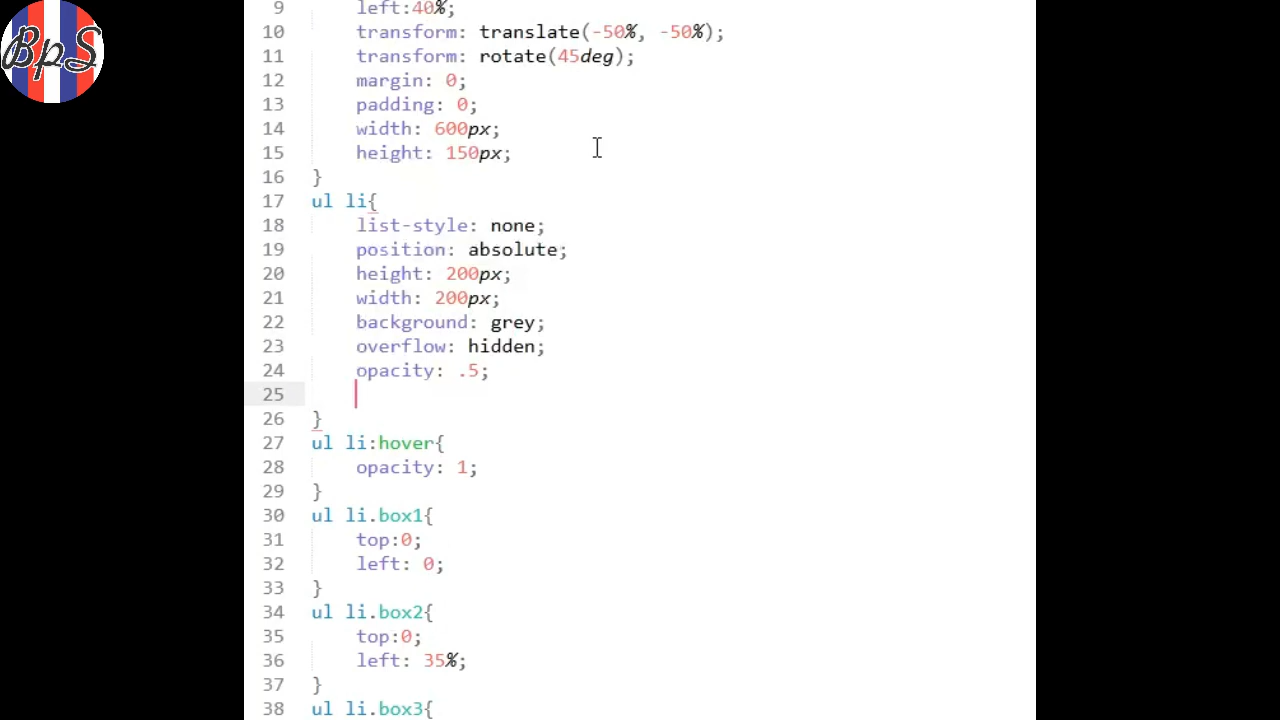 BpS
9 left:40%;
10 transform: translate(-50%, -50%);
11 transform: rotate(45deg);
12 margin: 0;
13 padding: 0;
14 width: 600px;
15 height: 150px;
16 }
17 ul li{
18 list-style: none;
19 position: absolute;
20 height: 200px;
21 width: 200px;
22 background: grey;
23 overflow: hidden;
24 opacity: .5;
25
26 }
27 ul li:hover{
28 opacity: 1;
29 }
30 ul li.box1{
31 top:0;
32 left: 0;
33 }
34 ul li.box2{
35 top:0;
36 left: 35%;
37 }
38 ul li.box3{